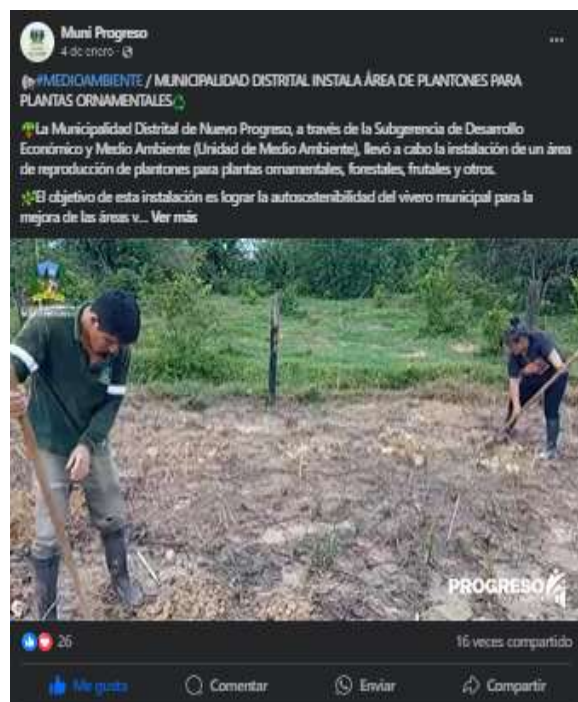 Muni Progreso
4 de enero
#MEDIOAMBIENTE / MUNICIPALIDAD DISTRITAL INSTALA ÁREA DE PLANTONES PARA
PLANTAS ORNAMENTALES
La Municipalidad Distrital de Nuevo Progreso, a través de la Subgerencia de Desarrollo
Económico y Medio Ambiente (Unidad de Medio Ambiente), llevó a cabo la instalación de un área
de reproducción de plantones para plantas ornamentales, forestales, frutales y otros.
El objetivo de esta instalación es lograr la autosostenibilidad del vivero municipal para la
mejora de las áreas v... Ver más
PROGRESO
26
16 veces compartido
Me gusta
Comentar
Enviar
Compartir